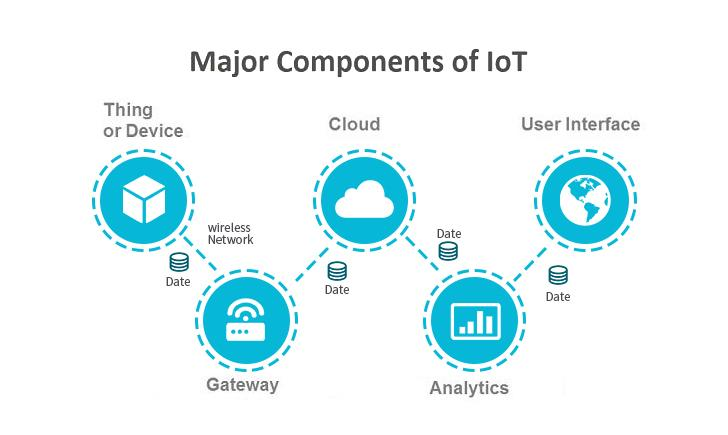 Major Components of IoT
Thing
or Device
Cloud
User Interface
wireless
Network
Date
Date
Date
Date
Gateway
Analytics